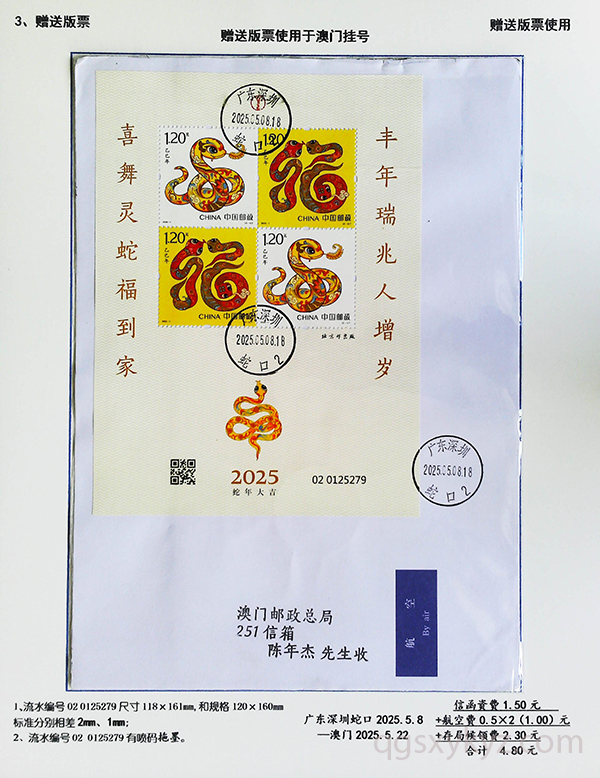 3、赠送版票
赠送版票使用于澳门挂号
赠送版票使用
喜舞灵蛇福到家
丰年瑞兆人增岁
广东深圳
2025.05.08.18
蛇口2
1.20元
乙巳年
CHINA 中国邮政
1.20元
乙巳年
CHINA 中国邮政
1.20元
乙巳年
CHINA 中国邮政
1.20元
乙巳年
CHINA 中国邮政
广东深圳
2025.05.08.18
蛇口2
2025
蛇年大吉
02 0125279
广东深圳
2025.05.08.18
蛇口2
航空
By air
澳门邮政总局
251信箱
陈年杰 先生收
1、流水编号02 0125279尺寸118×161mm,和规格120×160mm
标准分别相差2mm、1mm;
2、流水编号02 0125279有喷码拖墨。
广东深圳蛇口 2025.5.8
—澳门 2025.5.22
信函资费1.50元
+航空费0.5×2(1.00)元
+存局候领费2.30元
合计 4.80元